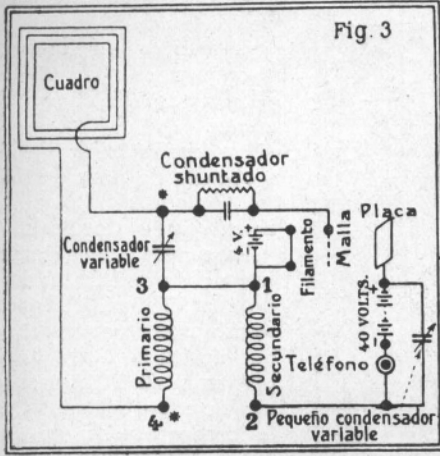 Fig. 3
Cuadro
*
Condensador
shuntado
Condensador
variable
4 V.
+
-
Filamento
Malla
Placa
3
1
Primario
Secundario
+
40 VOLTS.
-
Teléfono
4 *
2
Pequeño condensador
variable